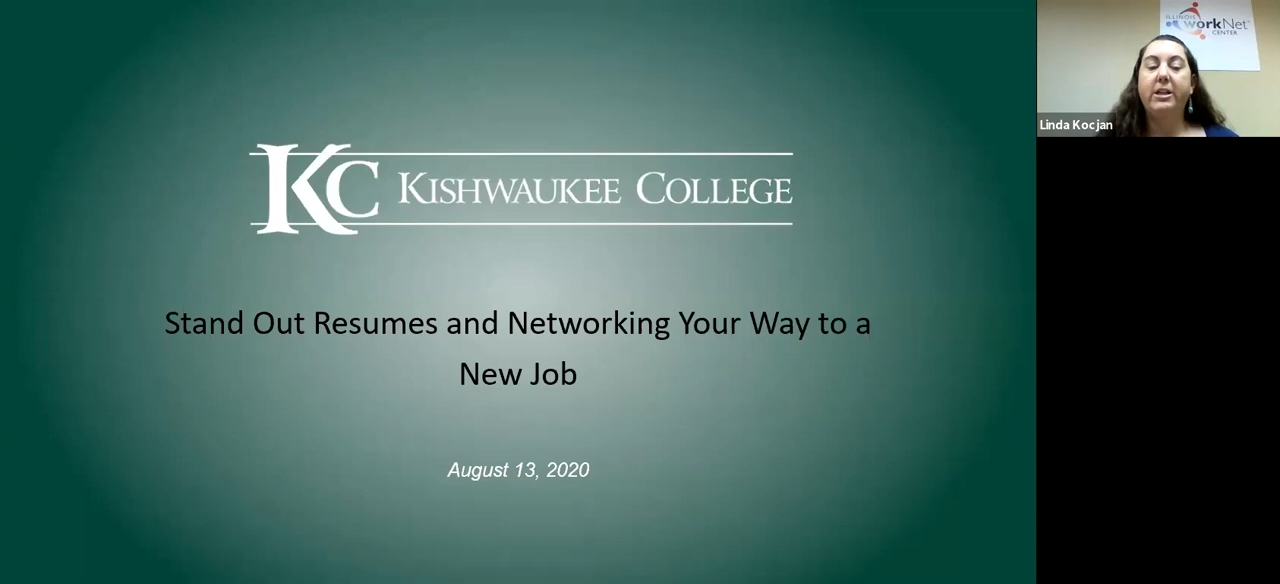 KC KISHWAUKEE COLLEGE
Stand Out Resumes and Networking Your Way to a
New Job
August 13, 2020
ILLINOIS
workNet
CENTER
Linda Kocjan